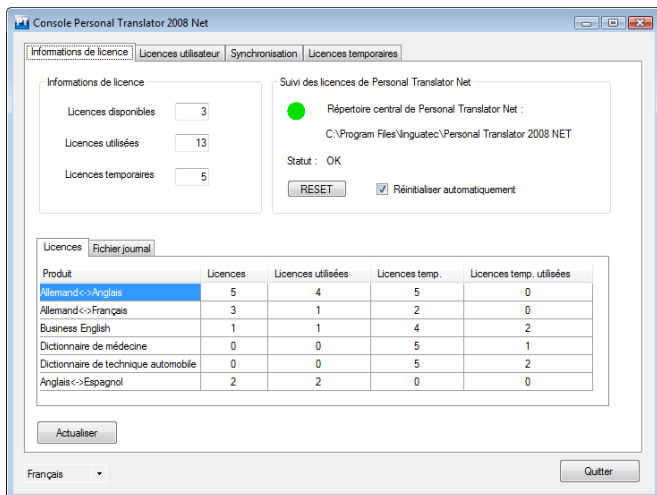 PT Console Personal Translator 2008 Net
Informations de licence Licences utilisateur Synchronisation Licences temporaires
Informations de licence
Licences disponibles 3
Licences utilisées 13
Licences temporaires 5
Suivi des licences de Personal Translator Net
Répertoire central de Personal Translator Net :
C:\Program Files\linguatec\Personal Translator 2008 NET
Statut : OK
RESET Réinitialiser automatiquement
Licences Fichier journal
Produit Licences Licences utilisées Licences temp. Licences temp. utilisées
Allemand<->Anglais 5 4 5 0
Allemand<->Français 3 1 2 0
Business English 1 1 4 2
Dictionnaire de médecine 0 0 5 1
Dictionnaire de technique automobile 0 0 5 2
Anglais<->Espagnol 2 2 0 0
Actualiser
Français Quitter